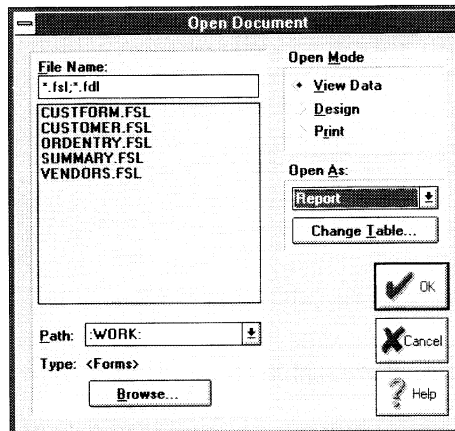 Open Document
File Name:
*.fsl;*.fdl
CUSTFORM.FSL
CUSTOMER.FSL
ORDENTRY.FSL
SUMMARY.FSL
VENDORS.FSL
Path: :WORK:
Type: <Forms>
Browse...
Open Mode
View Data
Design
Print
Open As:
Report
Change Table...
OK
Cancel
? Help